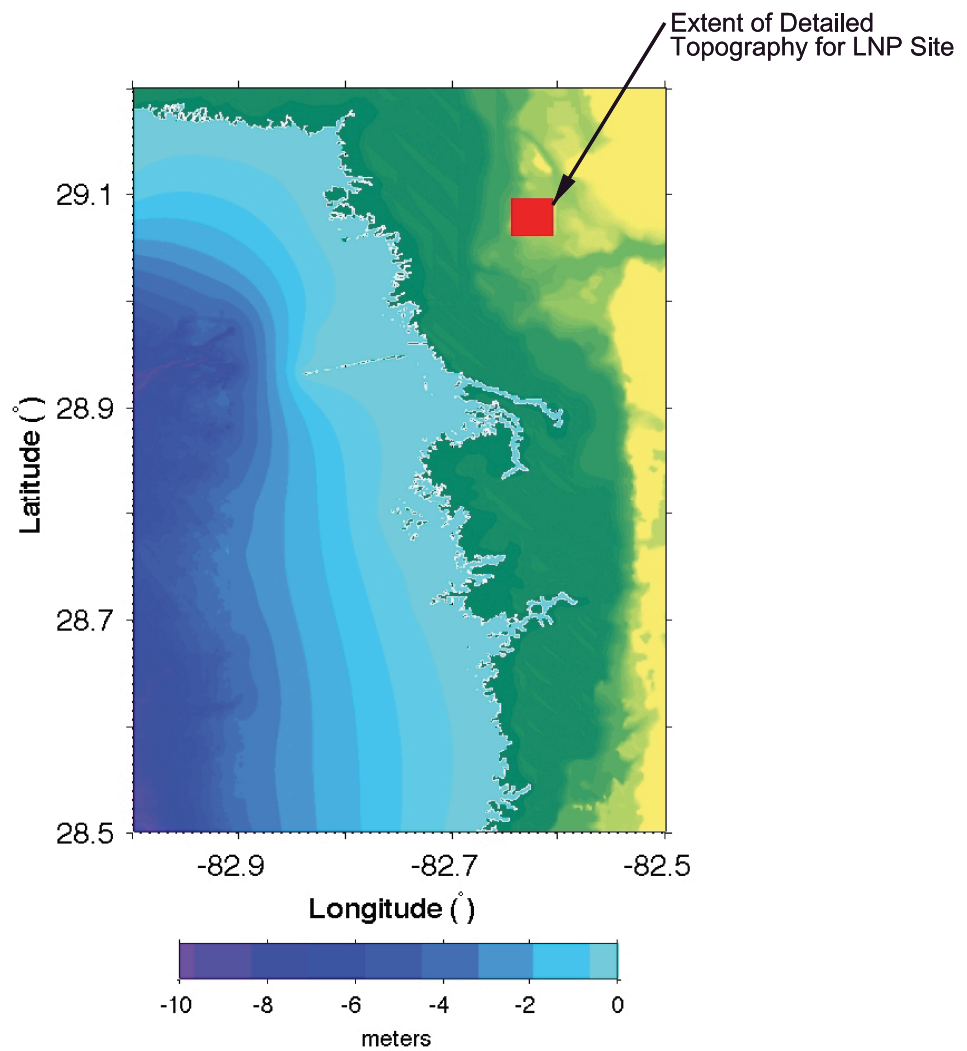 Extent of Detailed
Topography for LNP Site
29.1
28.9
28.7
28.5
Latitude (°)
-82.9
-82.7
-82.5
Longitude (°)
-10
-8
-6
-4
-2
0
meters